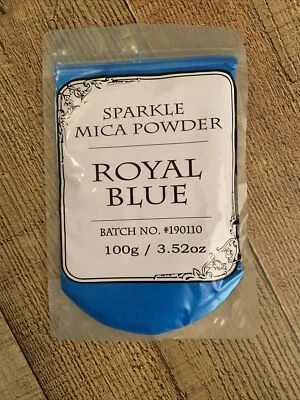 SPARKLE
MICA POWDER
ROYAL
BLUE
BATCH NO. #190110
100g / 3.52oz